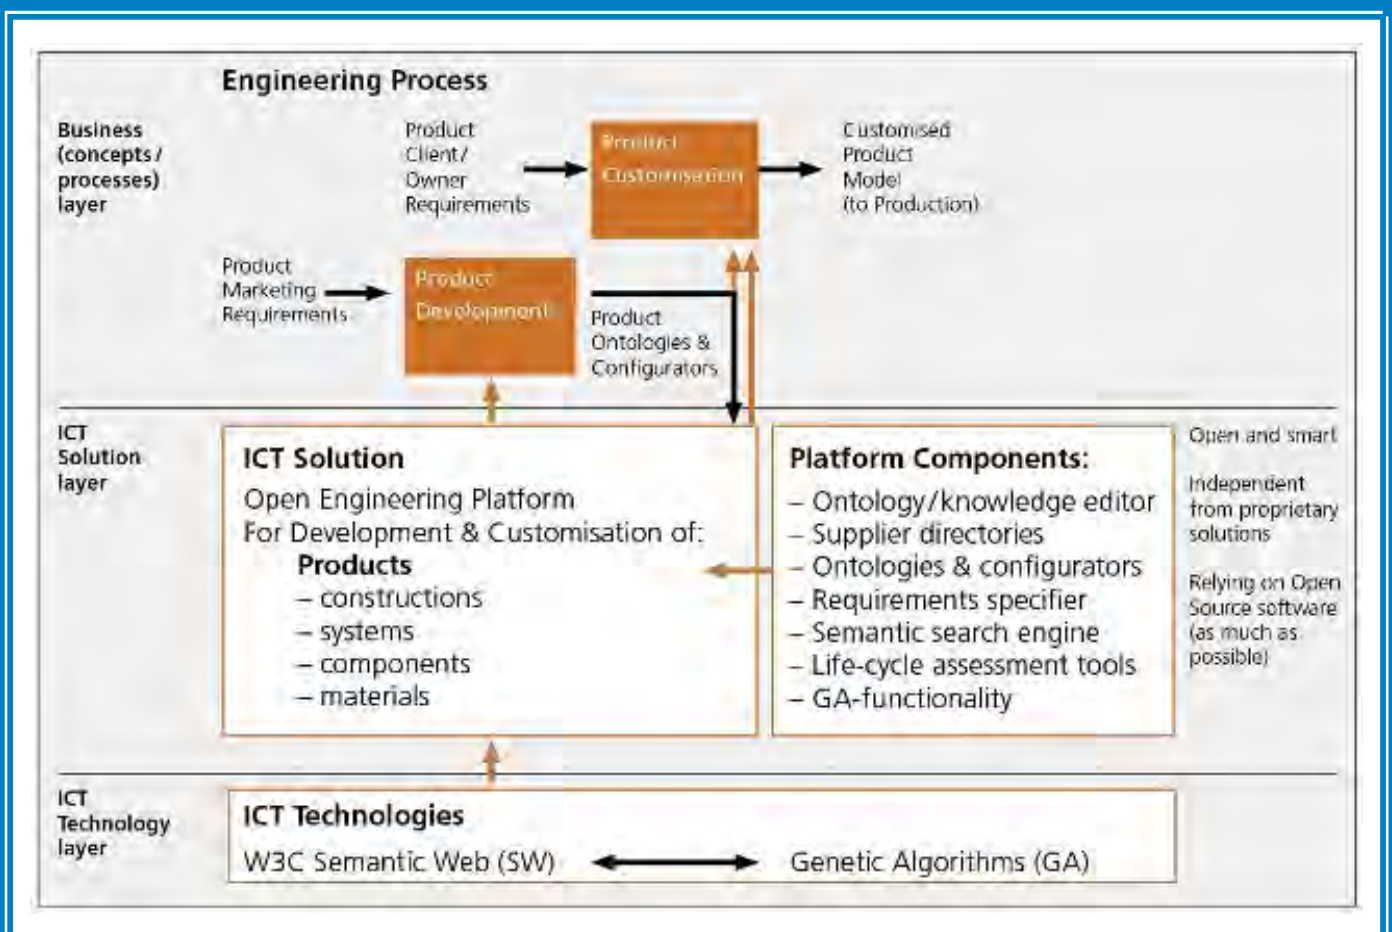 Engineering Process
Business
(concepts/
processes)
layer
Product
Client/
Owner
Requirements
Product
Customisation
Customised
Product
Model
(to Production)
Product
Marketing
Requirements
Product
Development
Product
Ontologies &
Configurators
ICT
Solution
layer
ICT Solution
Open Engineering Platform
For Development & Customisation of:
Products
– constructions
– systems
– components
– materials
Platform Components:
– Ontology/knowledge editor
– Supplier directories
– Ontologies & configurators
– Requirements specifier
– Semantic search engine
– Life-cycle assessment tools
– GA-functionality
Open and smart
Independent
from proprietary
solutions
Relying on Open
Source software
(as much as
possible)
ICT
Technology
layer
ICT Technologies
W3C Semantic Web (SW)
Genetic Algorithms (GA)